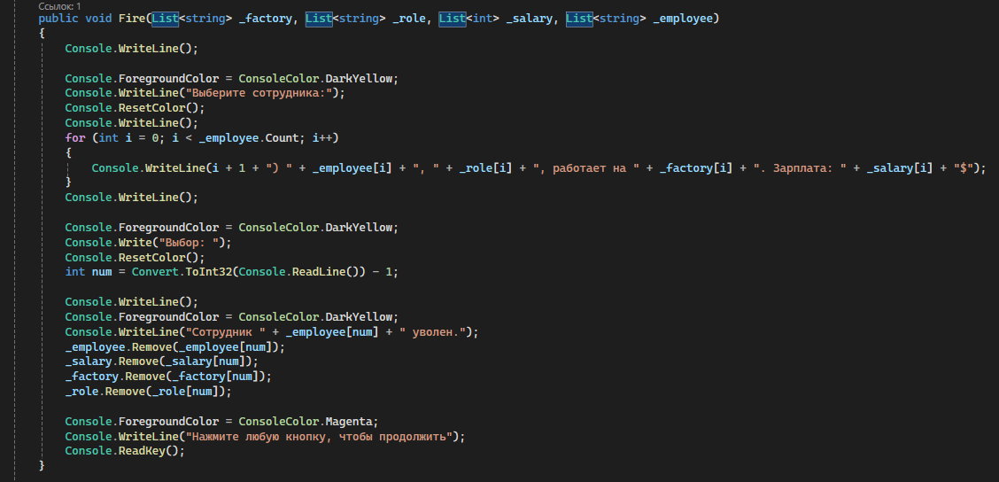 Ссылок: 1
public void Fire(List<string> _factory, List<string> _role, List<int> _salary, List<string> _employee)
{
Console.WriteLine();
Console.ForegroundColor = ConsoleColor.DarkYellow;
Console.WriteLine("Выберите сотрудника:");
Console.ResetColor();
Console.WriteLine();
for (int i = 0; i < _employee.Count; i++)
{
Console.WriteLine(i + 1 + ") " + _employee[i] + ", " + _role[i] + ", работает на " + _factory[i] + ". Зарплата: " + _salary[i] + "$");
}
Console.WriteLine();
Console.ForegroundColor = ConsoleColor.DarkYellow;
Console.Write("Выбор: ");
Console.ResetColor();
int num = Convert.ToInt32(Console.ReadLine()) - 1;
Console.WriteLine();
Console.ForegroundColor = ConsoleColor.DarkYellow;
Console.WriteLine("Сотрудник " + _employee[num] + " уволен.");
_employee.Remove(_employee[num]);
_salary.Remove(_salary[num]);
_factory.Remove(_factory[num]);
_role.Remove(_role[num]);
Console.ForegroundColor = ConsoleColor.Magenta;
Console.WriteLine("Нажмите любую кнопку, чтобы продолжить");
Console.ReadKey();
}